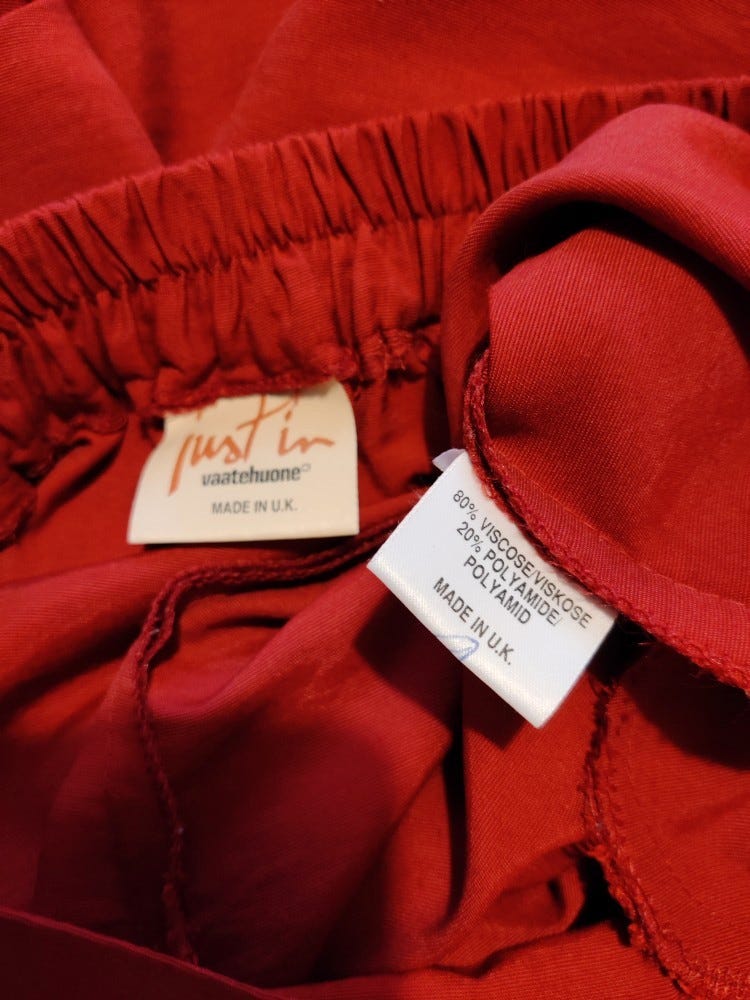 just in
vaatehuone
MADE IN U.K.
80% VISCOSE/VISKOSE
20% POLYAMIDE/
POLYAMID
MADE IN U.K.